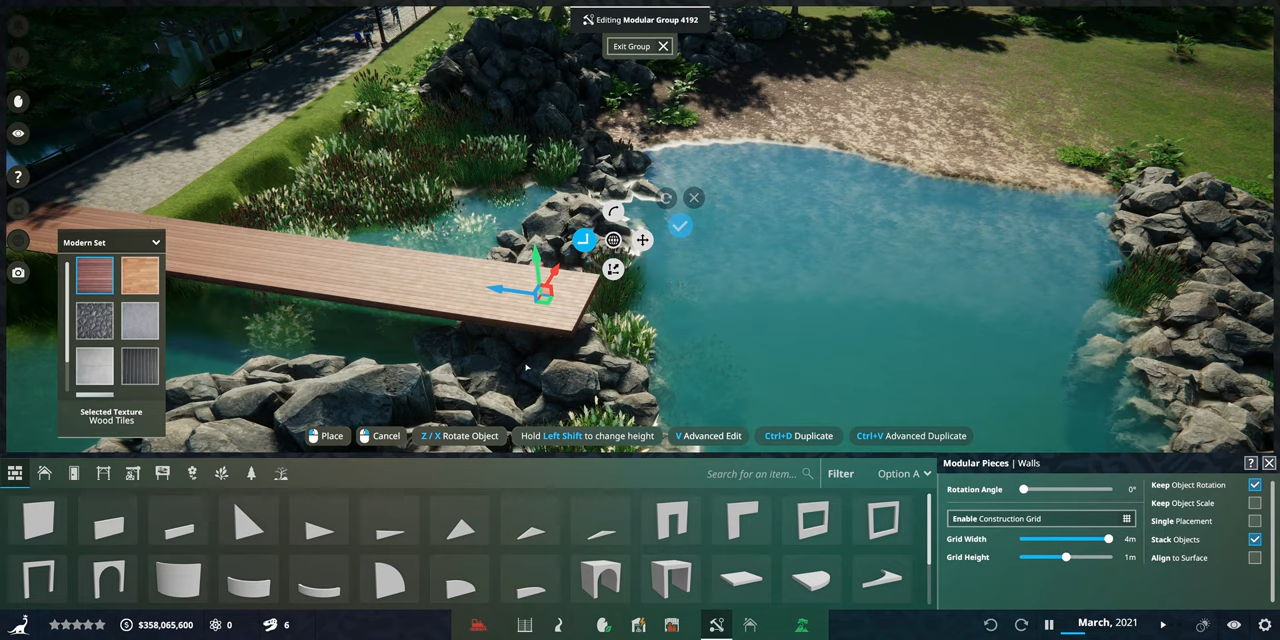 Editing Modular Group 4192
Exit Group
?
Modern Set
Selected Texture
Wood Tiles
Place
Cancel
Z / X Rotate Object
Hold Left Shift to change height
V Advanced Edit
Ctrl+D Duplicate
Ctrl+V Advanced Duplicate
Search for an item...
Filter
Option A
Modular Pieces | Walls
?
Rotation Angle
0°
Enable Construction Grid
Grid Width
4m
Grid Height
1m
Keep Object Rotation
Keep Object Scale
Single Placement
Stack Objects
Align to Surface
$358,065,600
0
6
March, 2021